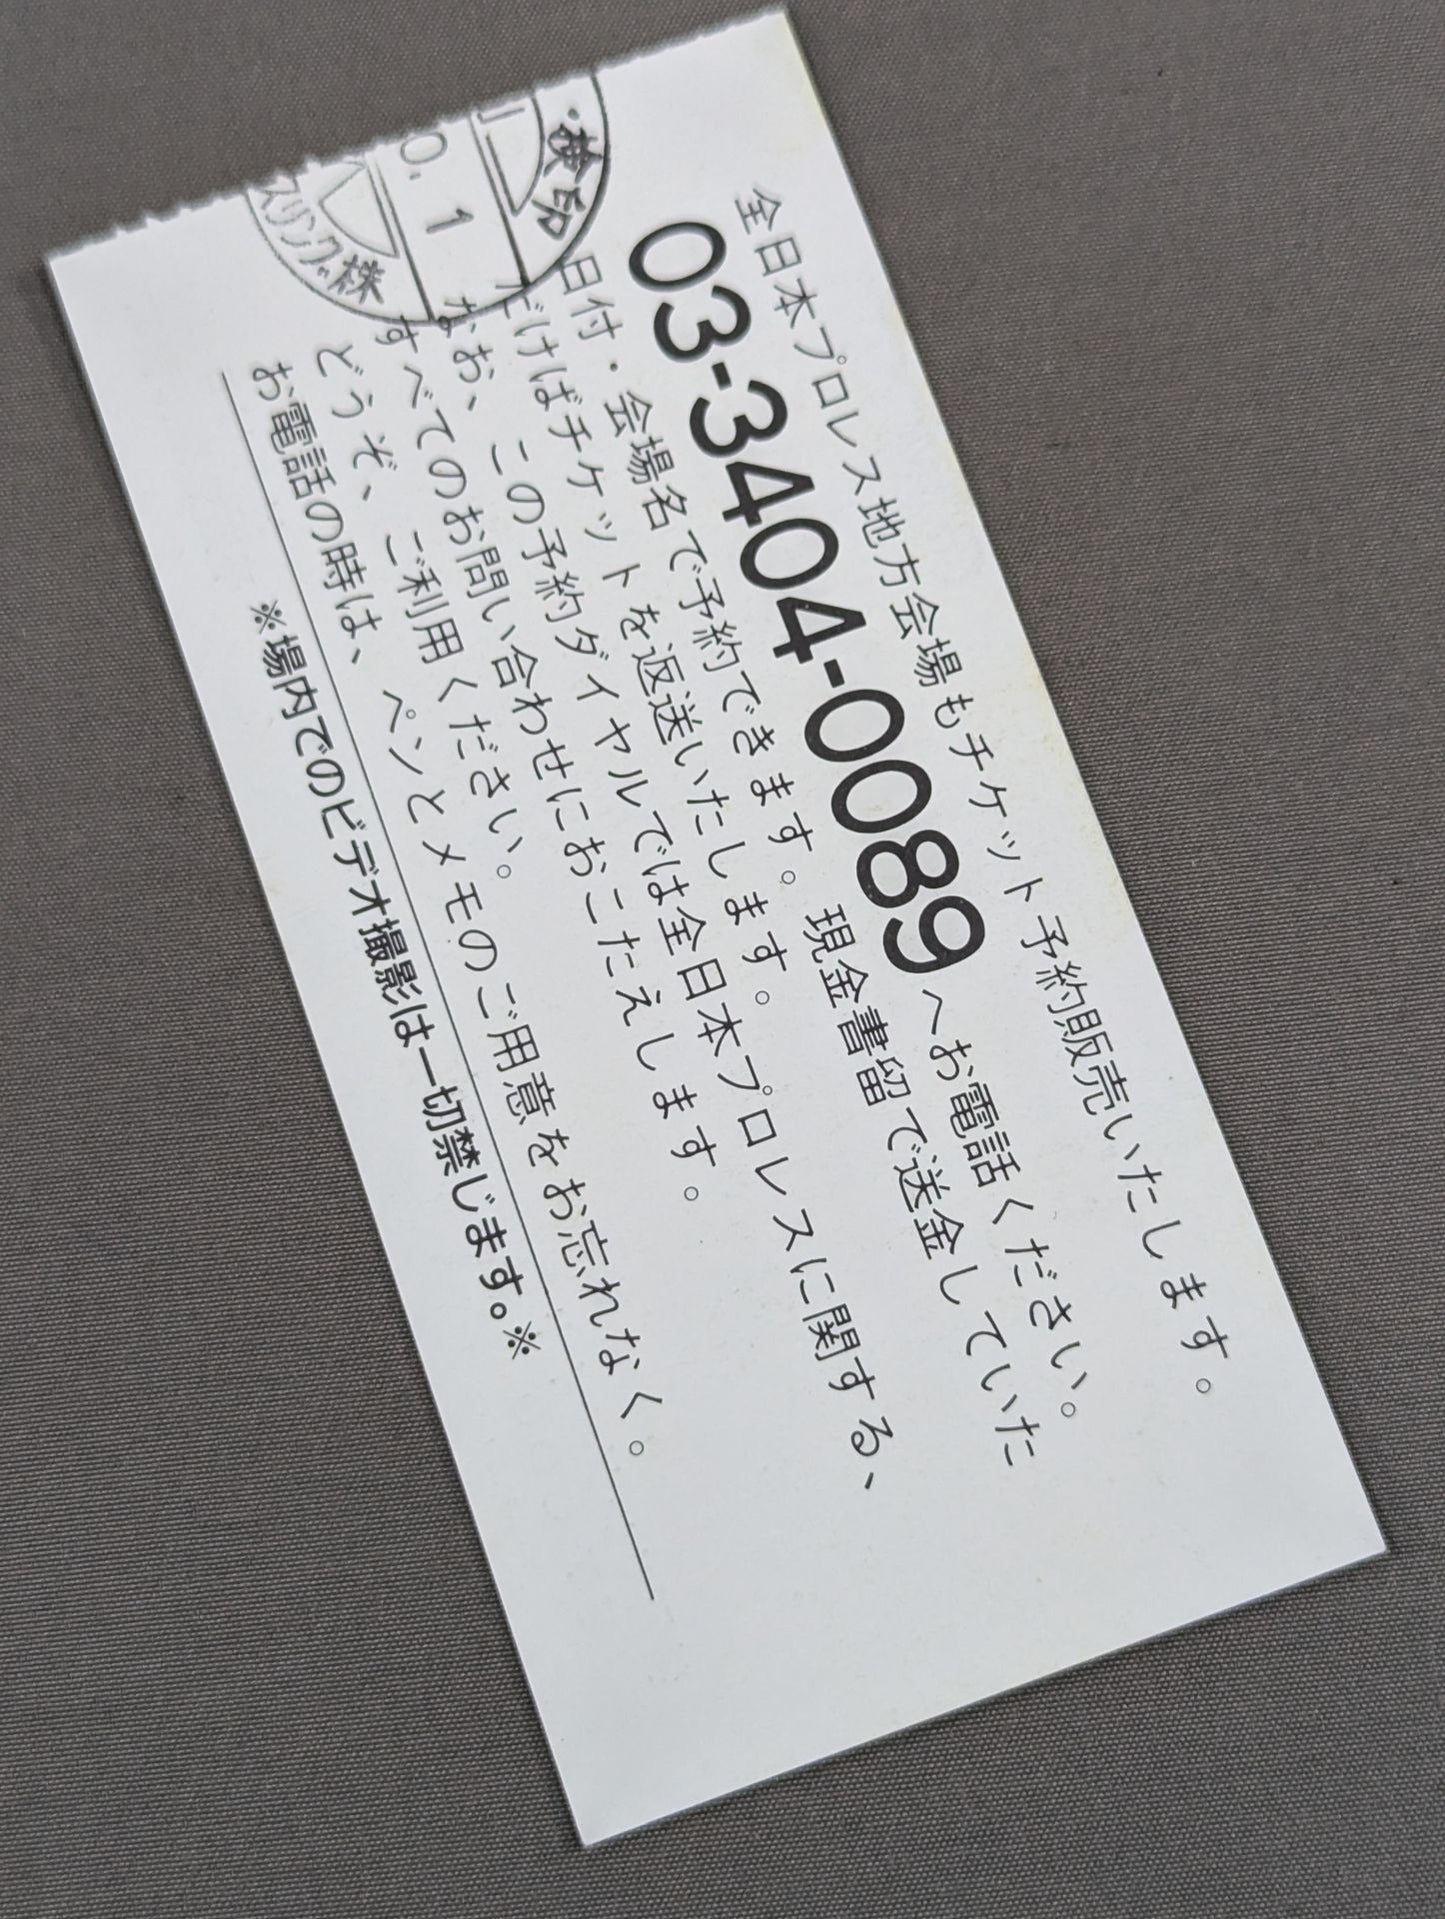 全日本プロレス地方会場もチケット予約販売いたします。
03-3404-0089へお電話ください。
日付・会場名で予約できます。現金書留で送金していた
だけばチケットを返送いたします。
なお、この予約ダイヤルでは全日本プロレスに関する、
すべてのお問い合わせにおこたえします。
どうぞ、ご利用ください。
お電話の時は、ペンとメモのご用意をお忘れなく。
※場内でのビデオ撮影は一切禁じます。※
・検印
0.1
スリング株